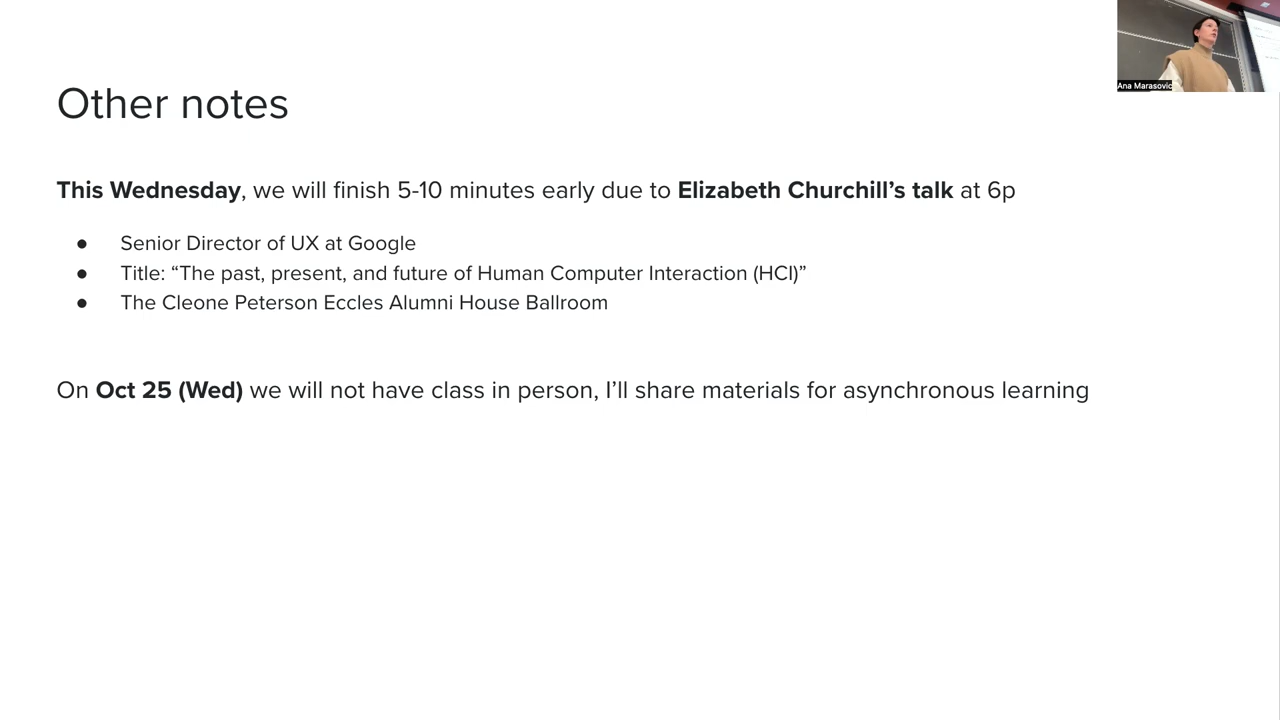 Ana Marasovic
Other notes
This Wednesday, we will finish 5-10 minutes early due to Elizabeth Churchill’s talk at 6p
● Senior Director of UX at Google
● Title: “The past, present, and future of Human Computer Interaction (HCI)”
● The Cleone Peterson Eccles Alumni House Ballroom
On Oct 25 (Wed) we will not have class in person, I’ll share materials for asynchronous learning